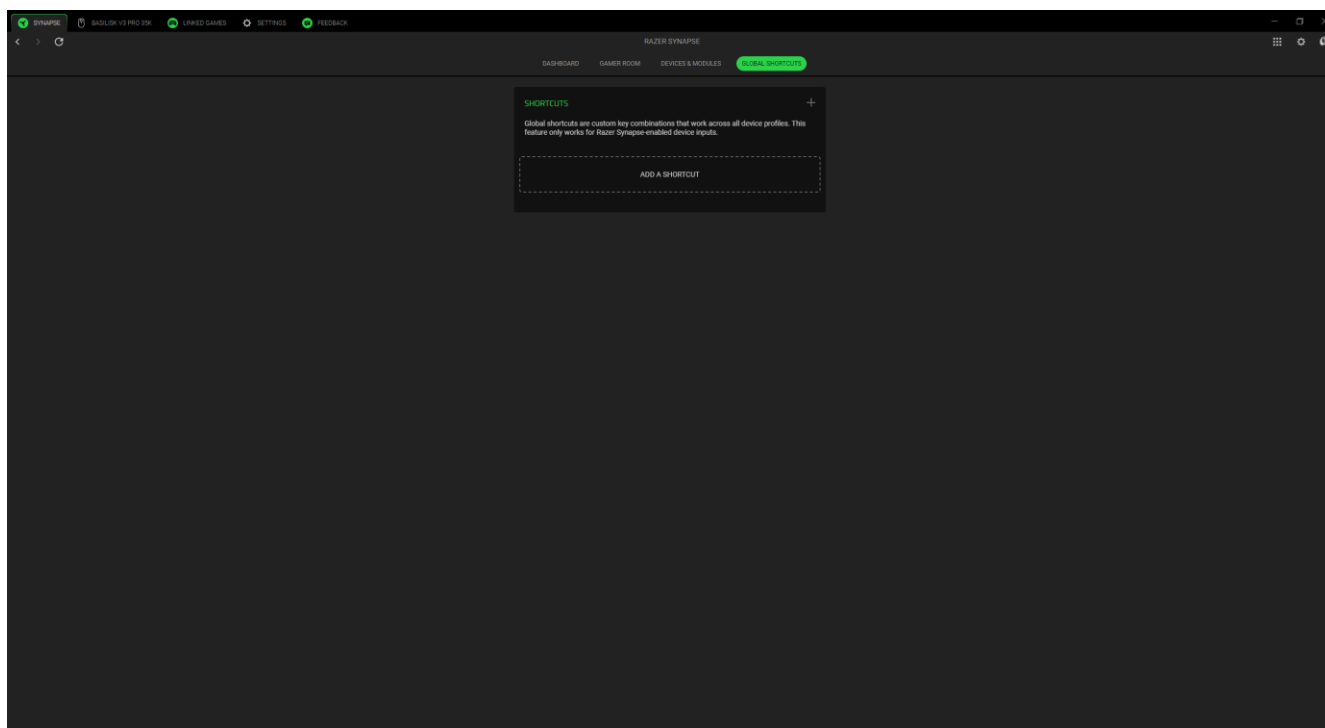 SYNAPSE BASILISK V3 PRO 35K LINKED GAMES SETTINGS FEEDBACK
RAZER SYNAPSE
DASHBOARD GAMER ROOM DEVICES & MODULES GLOBAL SHORTCUTS
SHORTCUTS
Global shortcuts are custom key combinations that work across all device profiles. This
feature only works for Razer Synapse-enabled device inputs.
ADD A SHORTCUT